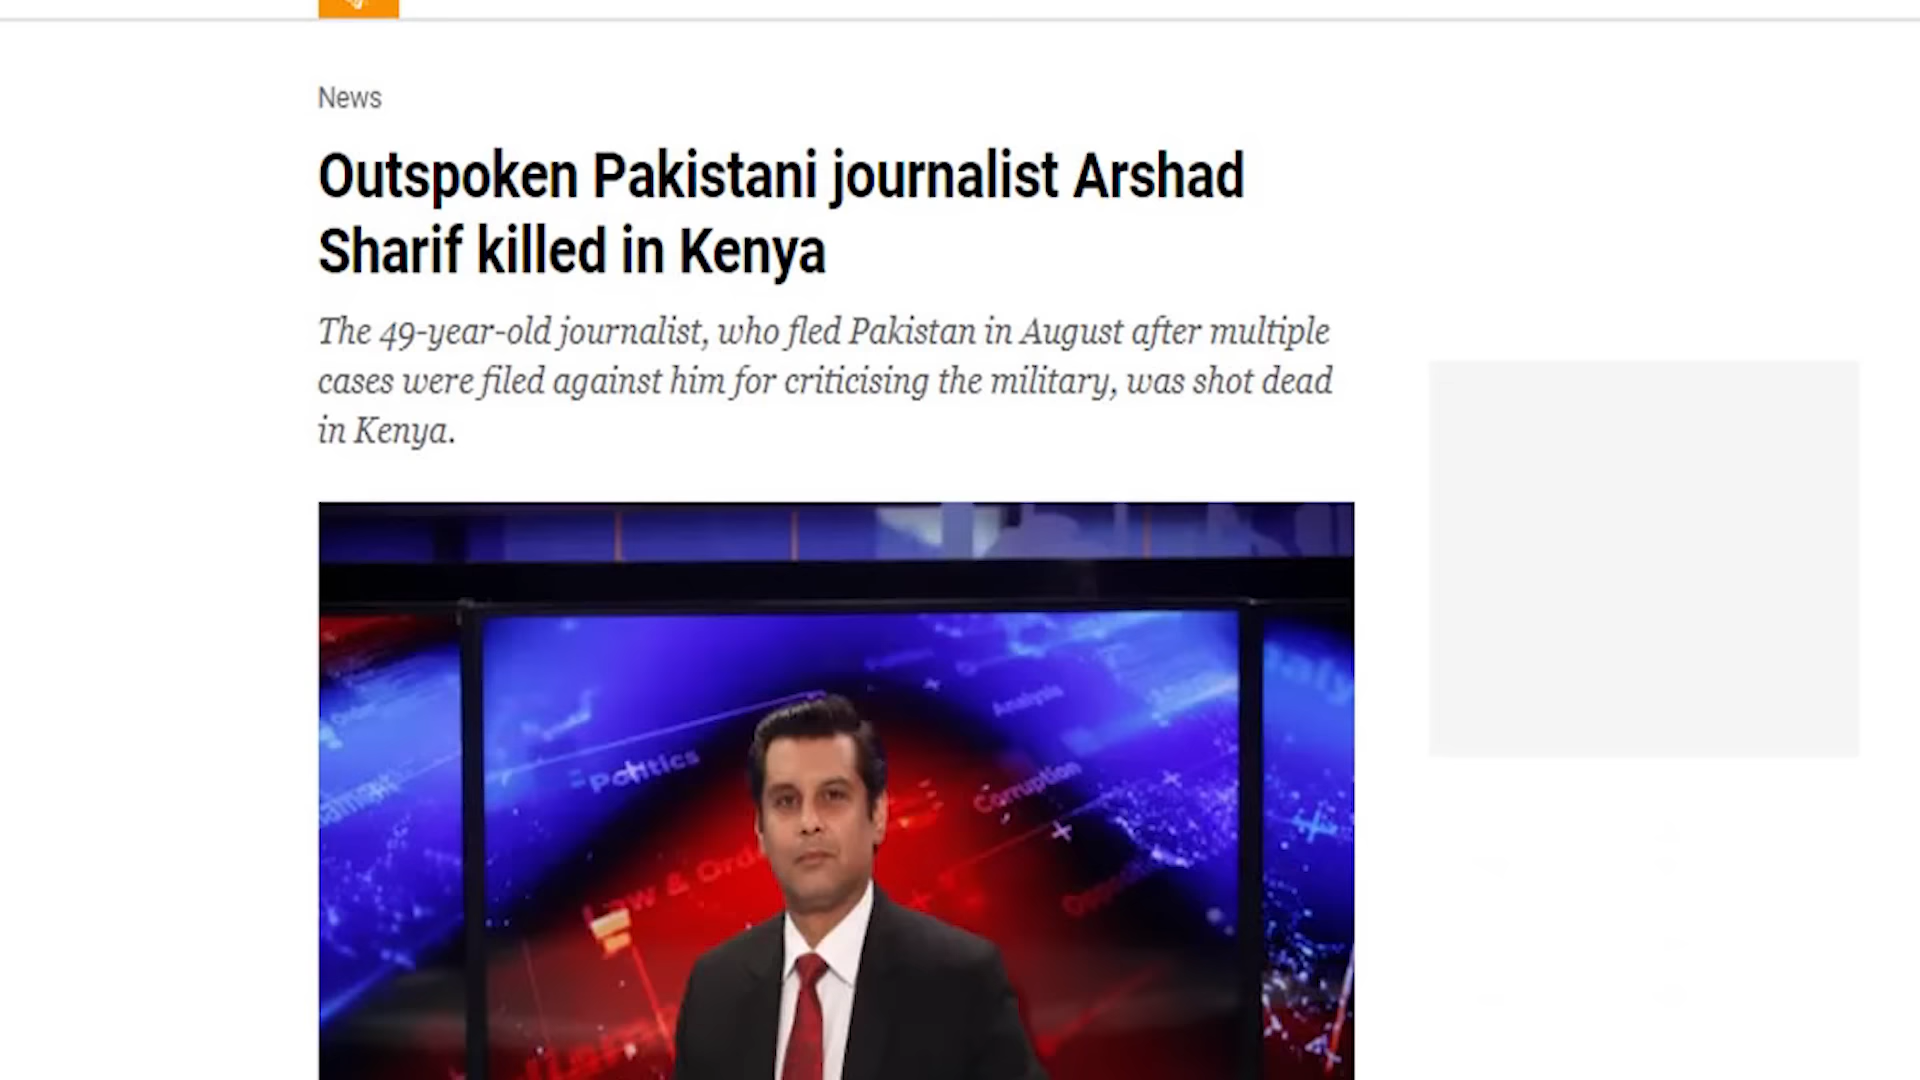 News
Outspoken Pakistani journalist Arshad
Sharif killed in Kenya
The 49-year-old journalist, who fled Pakistan in August after multiple
cases were filed against him for criticising the military, was shot dead
in Kenya.
Analysis
Politics
Corruption
Law & Ord